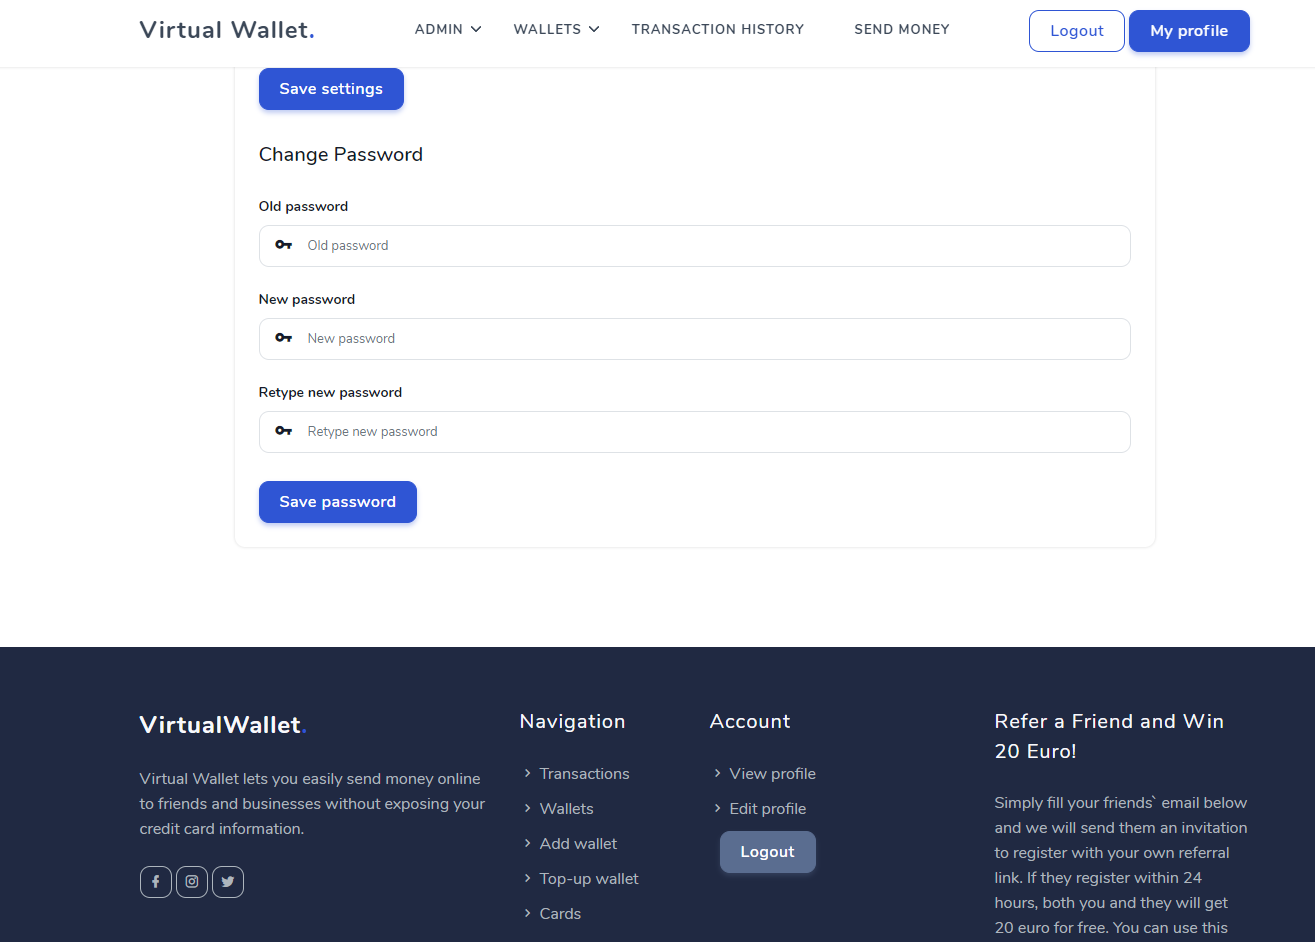 Virtual Wallet.
ADMIN
WALLETS
TRANSACTION HISTORY
SEND MONEY
Logout
My profile
Save settings
Change Password
Old password
Old password
New password
New password
Retype new password
Retype new password
Save password
VirtualWallet.
Virtual Wallet lets you easily send money online
to friends and businesses without exposing your
credit card information.
Navigation
Transactions
Wallets
Add wallet
Top-up wallet
Cards
Account
View profile
Edit profile
Logout
Refer a Friend and Win
20 Euro!
Simply fill your friends` email below
and we will send them an invitation
to register with your own referral
link. If they register within 24
hours, both you and they will get
20 euro for free. You can use this